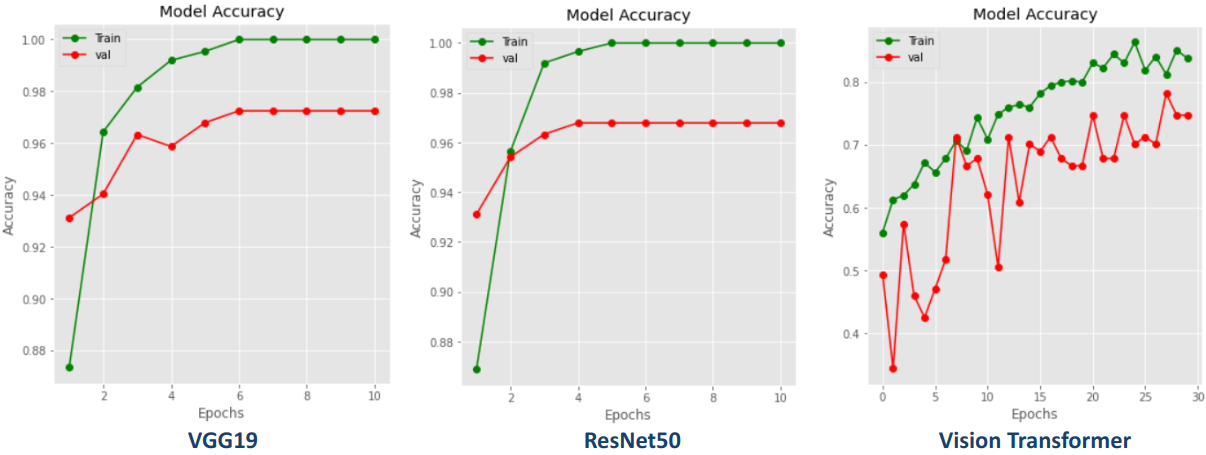 Model Accuracy
Train
val
1.00
0.98
0.96
0.94
0.92
0.90
0.88
Accuracy
2 4 6 8 10
Epochs
VGG19
Model Accuracy
Train
val
1.00
0.98
0.96
0.94
0.92
0.90
0.88
Accuracy
2 4 6 8 10
Epochs
ResNet50
Model Accuracy
Train
val
0.8
0.7
0.6
0.5
0.4
Accuracy
0 5 10 15 20 25 30
Epochs
Vision Transformer